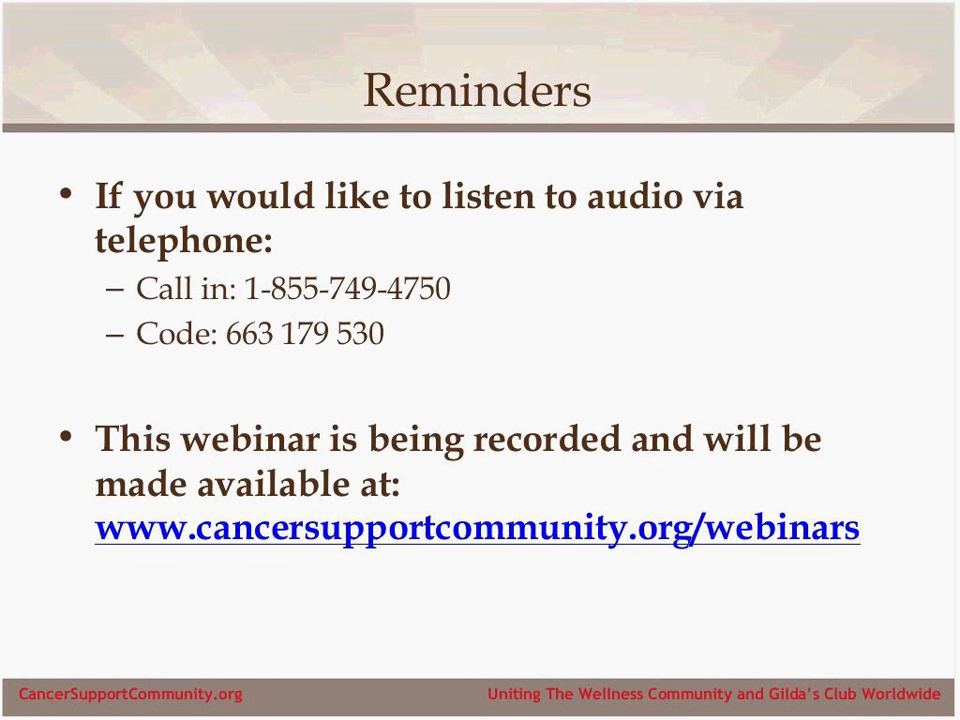 Reminders
• If you would like to listen to audio via
telephone:
– Call in: 1-855-749-4750
– Code: 663 179 530
• This webinar is being recorded and will be
made available at:
www.cancersupportcommunity.org/webinars
CancerSupportCommunity.org
Uniting The Wellness Community and Gilda’s Club Worldwide